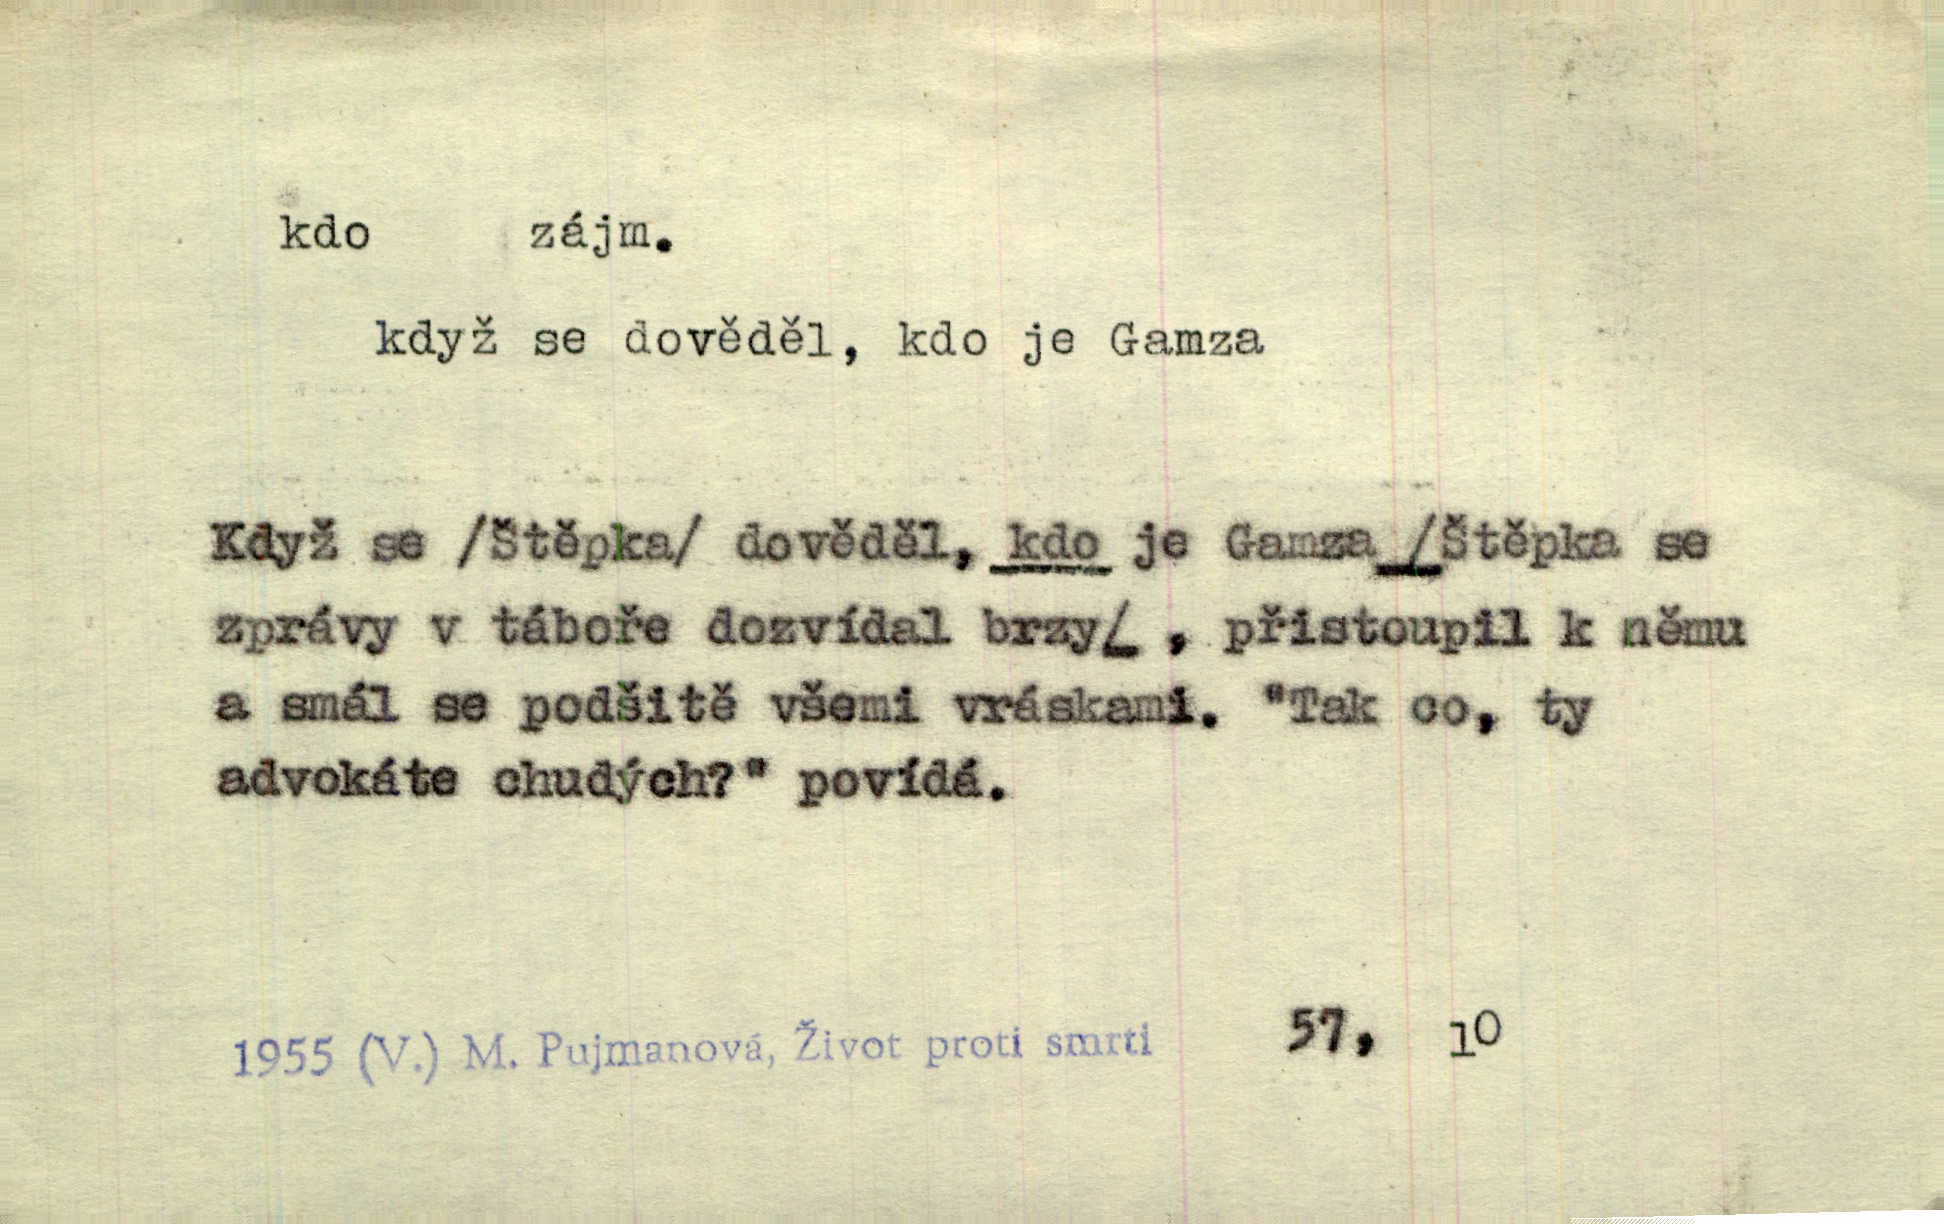 kdo zájm.
když se dověděl, kdo je Gamza
Když se /Štěpka/ dověděl, kdo je Gamza /Štěpka se
zprávy v táboře dozvídal brzy/ , přistoupil k němu
a smál se podšitě všemi vráskami. "Tak co, ty
advokáte chudých?" povídá.
1955 (V.) M. Pujmanová, Život proti smrti 57, 10